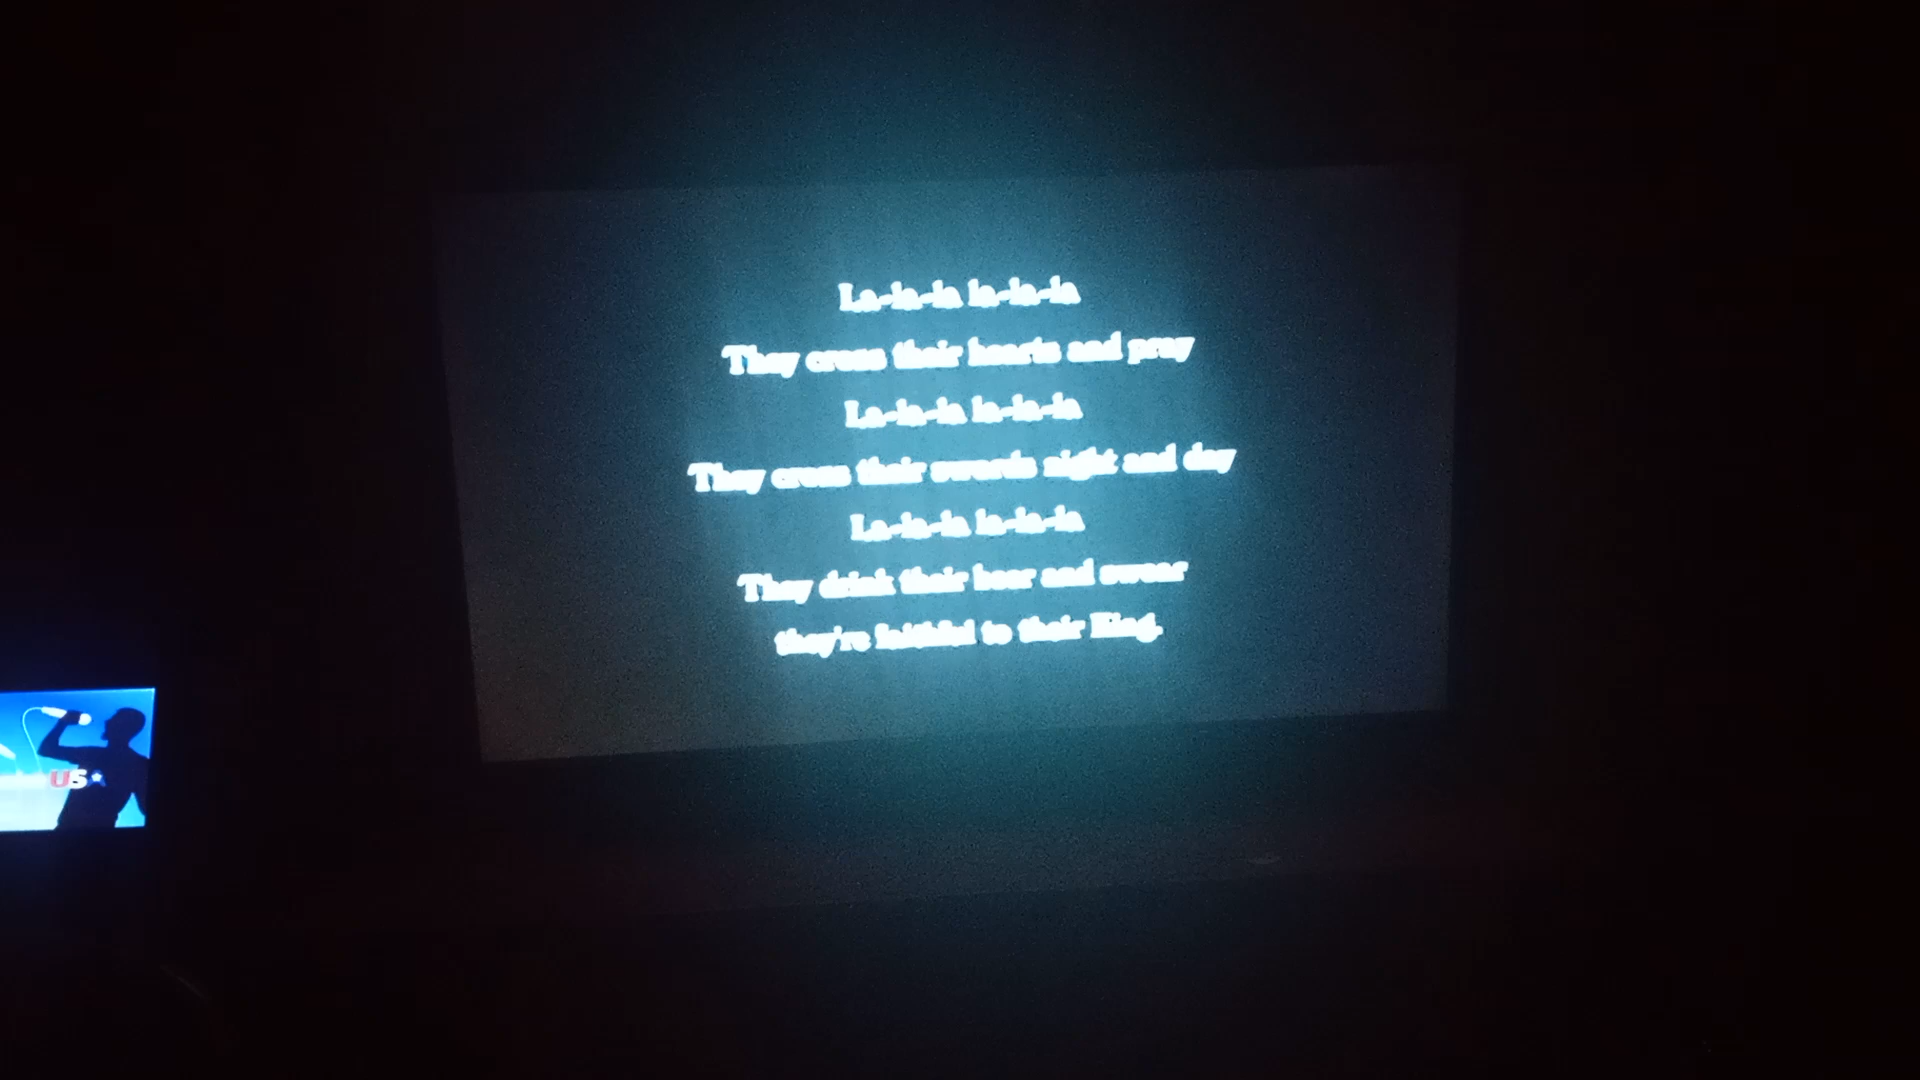 La-la-la la-la-la
They cross their hearts and pray
La-la-la la-la-la
They cross their swords night and day
La-la-la la-la-la
They drink their beer and swear
they're faithful to their King.
US